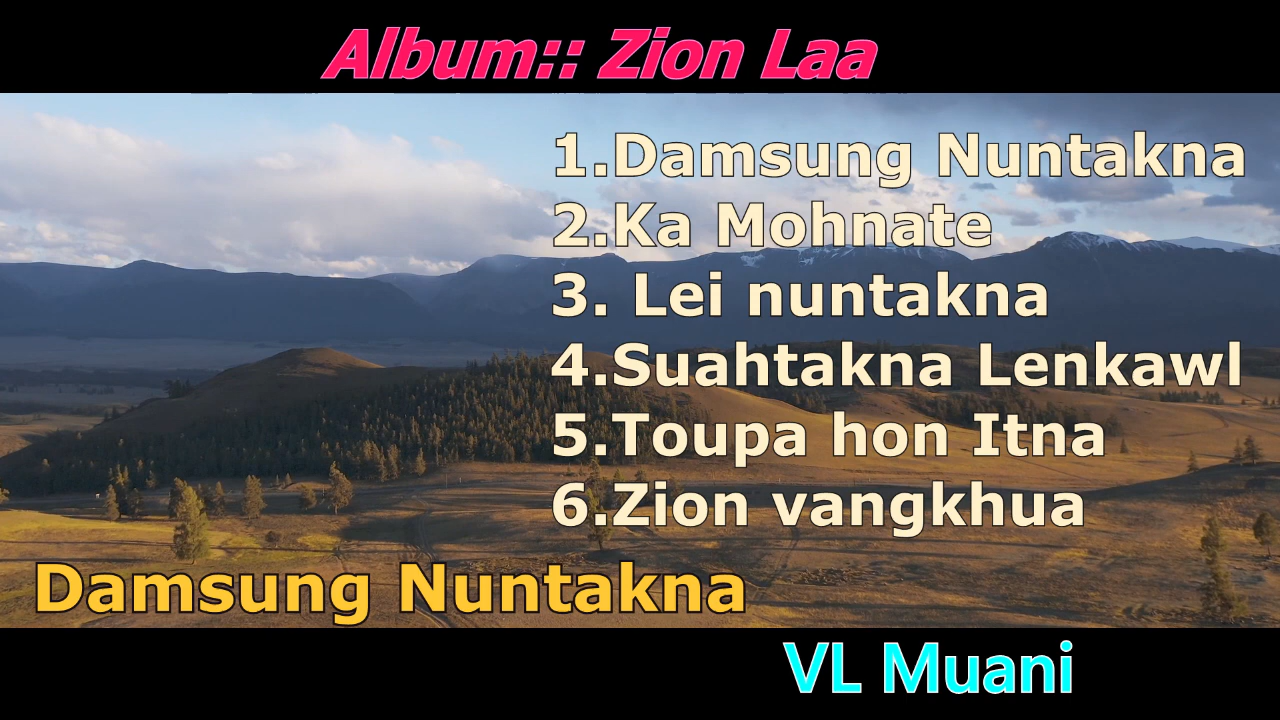 Album:: Zion Laa
1.Damsung Nuntakna
2.Ka Mohnate
3. Lei nuntakna
4.Suahtakna Lenkawl
5.Toupa hon Itna
6.Zion vangkhua
Damsung Nuntakna
VL Muani